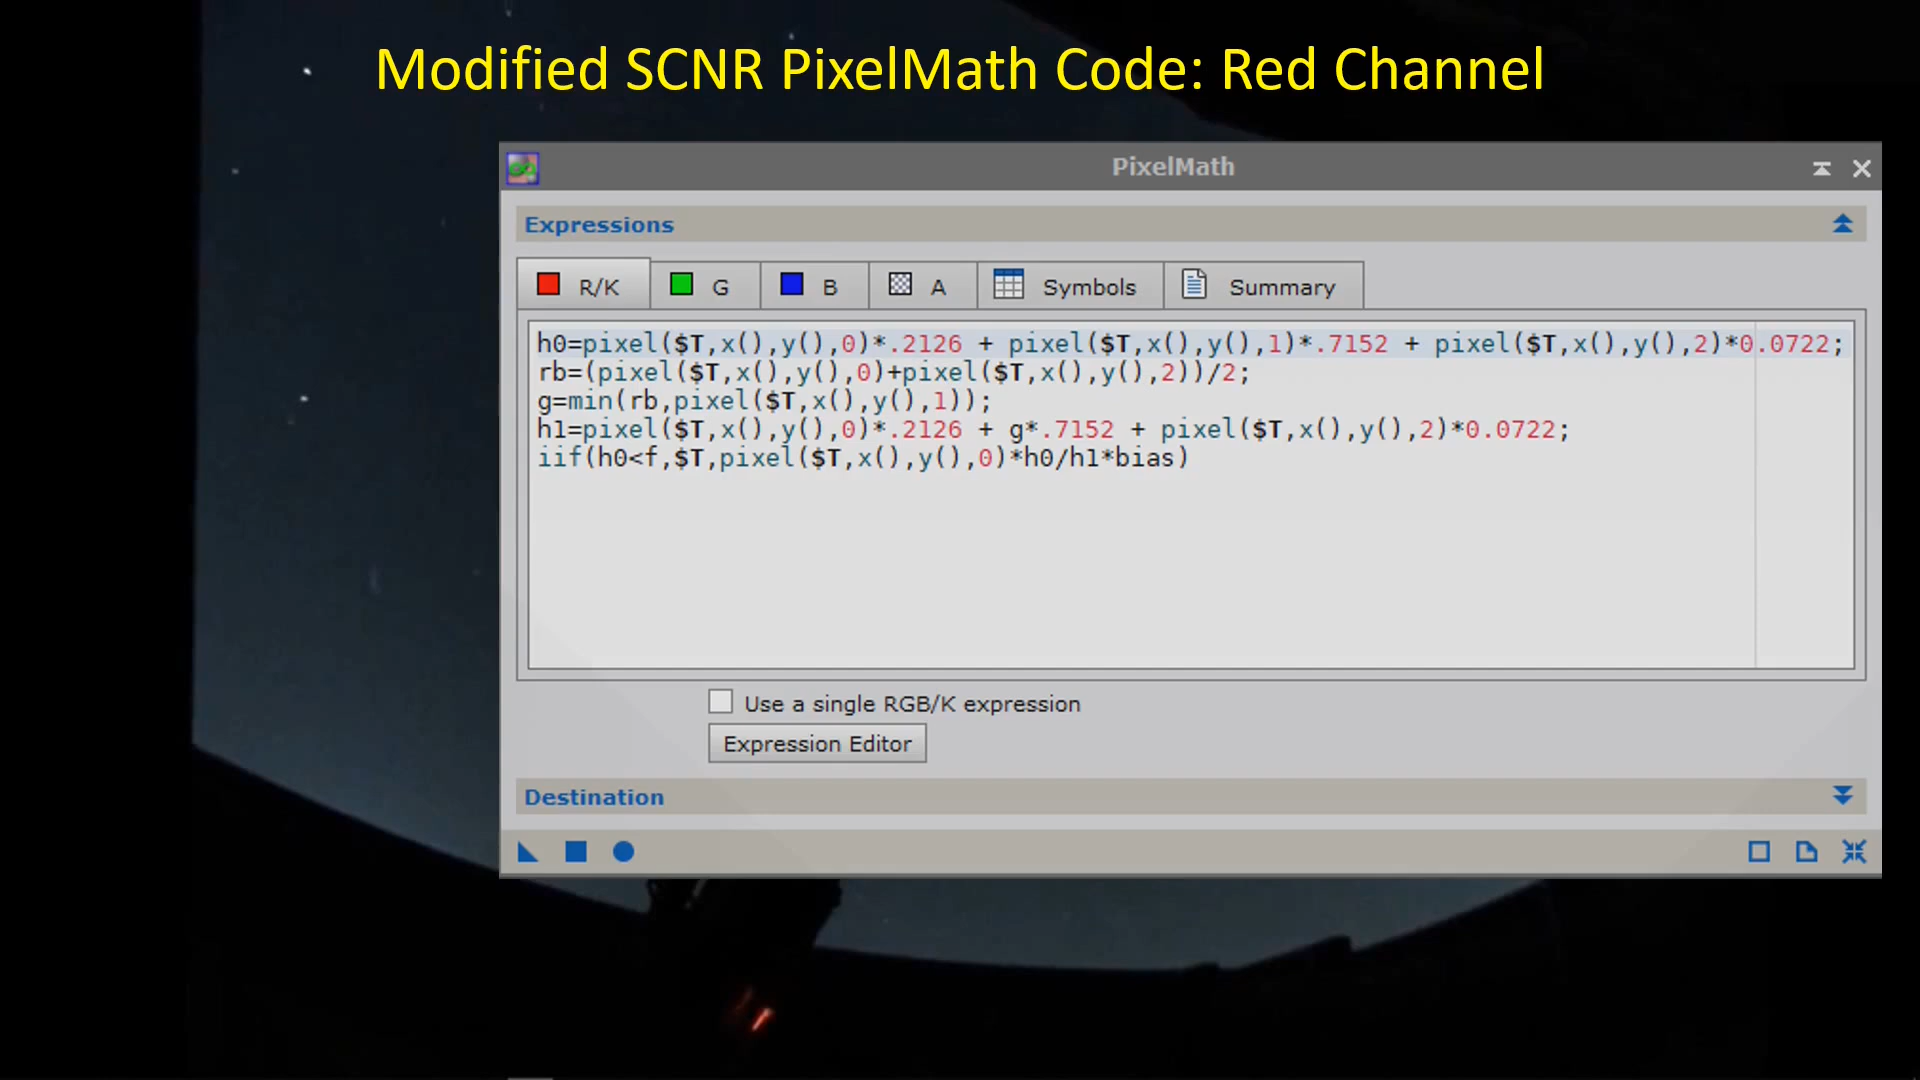 Modified SCNR PixelMath Code: Red Channel
PixelMath
Expressions
R/K G B A Symbols Summary
h0=pixel($T,x(),y(),0)*.2126 + pixel($T,x(),y(),1)*.7152 + pixel($T,x(),y(),2)*0.0722;
rb=(pixel($T,x(),y(),0)+pixel($T,x(),y(),2))/2;
g=min(rb,pixel($T,x(),y(),1));
h1=pixel($T,x(),y(),0)*.2126 + g*.7152 + pixel($T,x(),y(),2)*0.0722;
iif(h0<f,$T,pixel($T,x(),y(),0)*h0/h1*bias)
Use a single RGB/K expression
Expression Editor
Destination